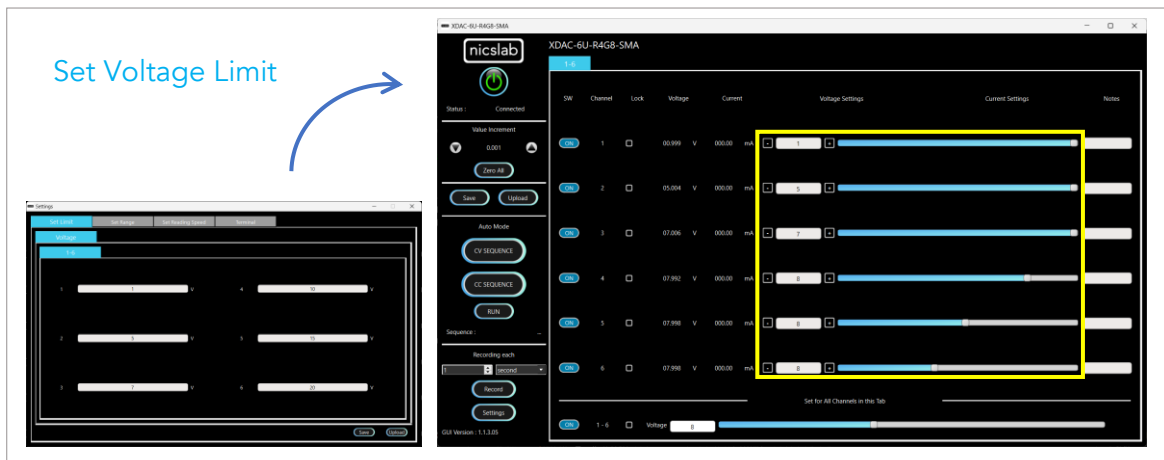 Set Voltage Limit
Settings
Set Limit Set Range Set Reading Speed Terminal
Voltage
1-6
1 1 V 4 10 V
2 5 V 5 15 V
3 7 V 6 20 V
Save Upload
XDAC-6U-R4G8-SMA
nicslab
Status : Connected
Value Increment
0.001
Zero All
Save Upload
Auto Mode
CV SEQUENCE
CC SEQUENCE
RUN
Sequence : --
Recording each
1 second
Record
Settings
GUI Version : 1.1.3.05
XDAC-6U-R4G8-SMA
1-6
SW Channel Lock Voltage Current Voltage Settings Current Settings Notes
ON 1 00.999 V 000.00 mA - 1 +
ON 2 05.004 V 000.00 mA - 5 +
ON 3 07.006 V 000.00 mA - 7 +
ON 4 07.992 V 000.00 mA - 8 +
ON 5 07.998 V 000.00 mA - 8 +
ON 6 07.998 V 000.00 mA - 8 +
Set for All Channels in this Tab
ON 1 - 6 Voltage 8